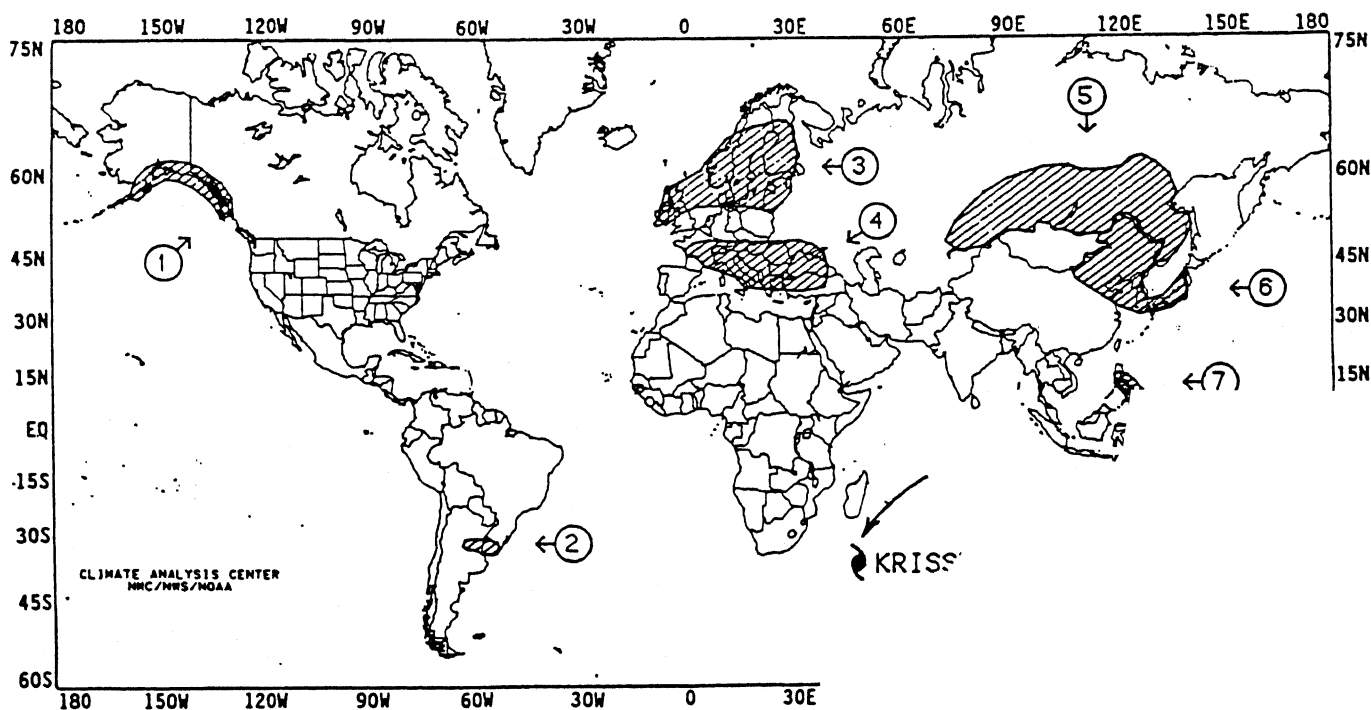 180 150W 120W 90W 60W 30W 0 30E 60E 90E 120E 150E 180
75N 75N
5
3
60N 60N
4
1
45N 45N
6
30N 30N
7
15N 15N
EQ
15S
30S
2
KRISS
CLIMATE ANALYSIS CENTER
NMC/NWS/NOAA
45S
60S
180 150W 120W 90W 60W 30W 0 30E